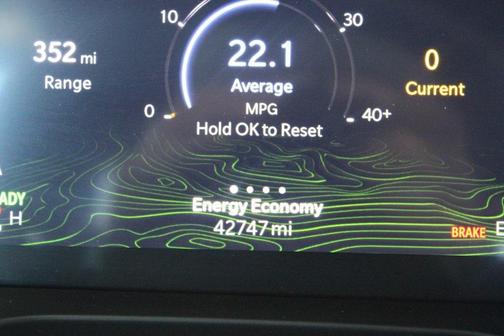 10
30
352 mi
22.1
0
Range
Average
Current
0
MPG
40+
Hold OK to Reset
Energy Economy
42747 mi
BRAKE
H